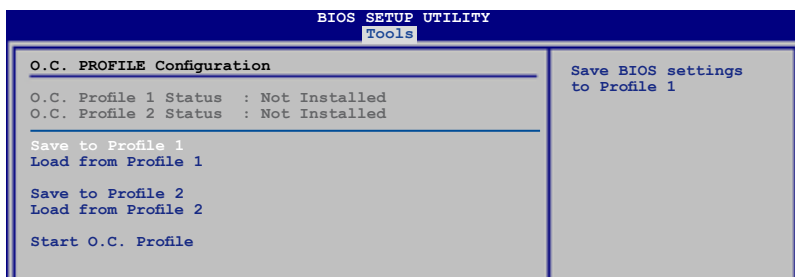 BIOS SETUP UTILITY
Tools
O.C. PROFILE Configuration
O.C. Profile 1 Status : Not Installed
O.C. Profile 2 Status : Not Installed
Save to Profile 1
Load from Profile 1
Save to Profile 2
Load from Profile 2
Start O.C. Profile
Save BIOS settings
to Profile 1